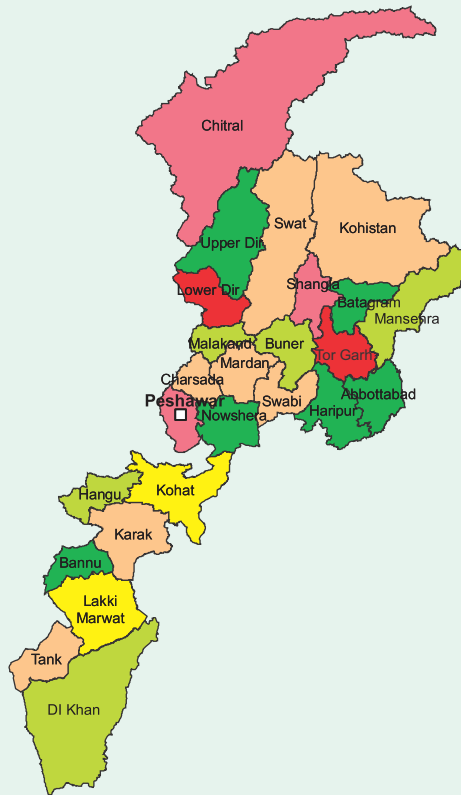 Chitral
Swat
Kohistan
Upper Dir
Shangla
Lower Dir
Batagram
Mansehra
Malakand
Buner
Tor Garh
Mardan
Charsada
Abbottabad
Peshawar
Swabi
Haripur
Nowshera
Kohat
Hangu
Karak
Bannu
Lakki
Marwat
Tank
DI Khan